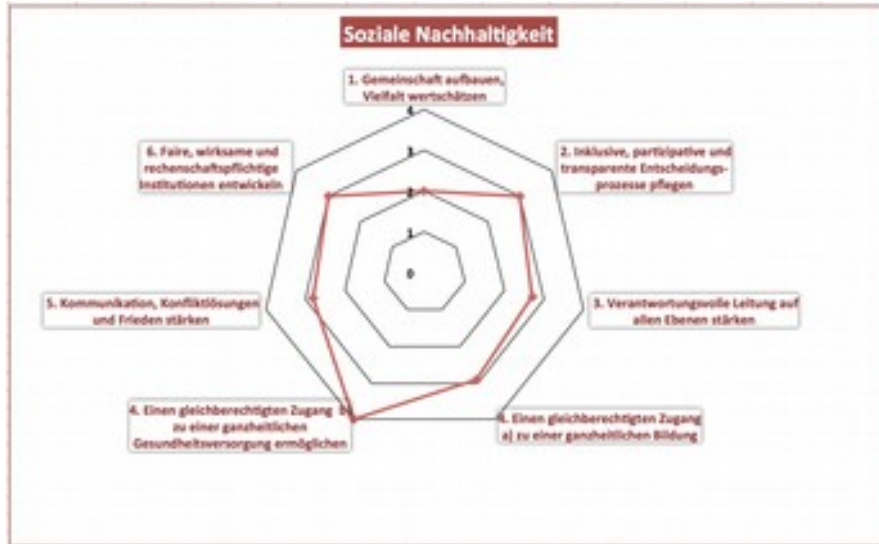 Soziale Nachhaltigkeit
1. Gemeinschaft aufbauen,
Vielfalt wertschätzen
4
3
2
1
0
2. Inklusive, partizipative und
transparente Entscheidungs-
prozesse pflegen
3. Verantwortungsvolle Leitung auf
allen Ebenen stärken
4. Einen gleichberechtigten Zugang
a) zu einer ganzheitlichen Bildung
4. Einen gleichberechtigten Zugang b)
zu einer ganzheitlichen
Gesundheitsversorgung ermöglichen
5. Kommunikation, Konfliktlösungen
und Frieden stärken
6. Faire, wirksame und
rechenschaftspflichtige
Institutionen entwickeln